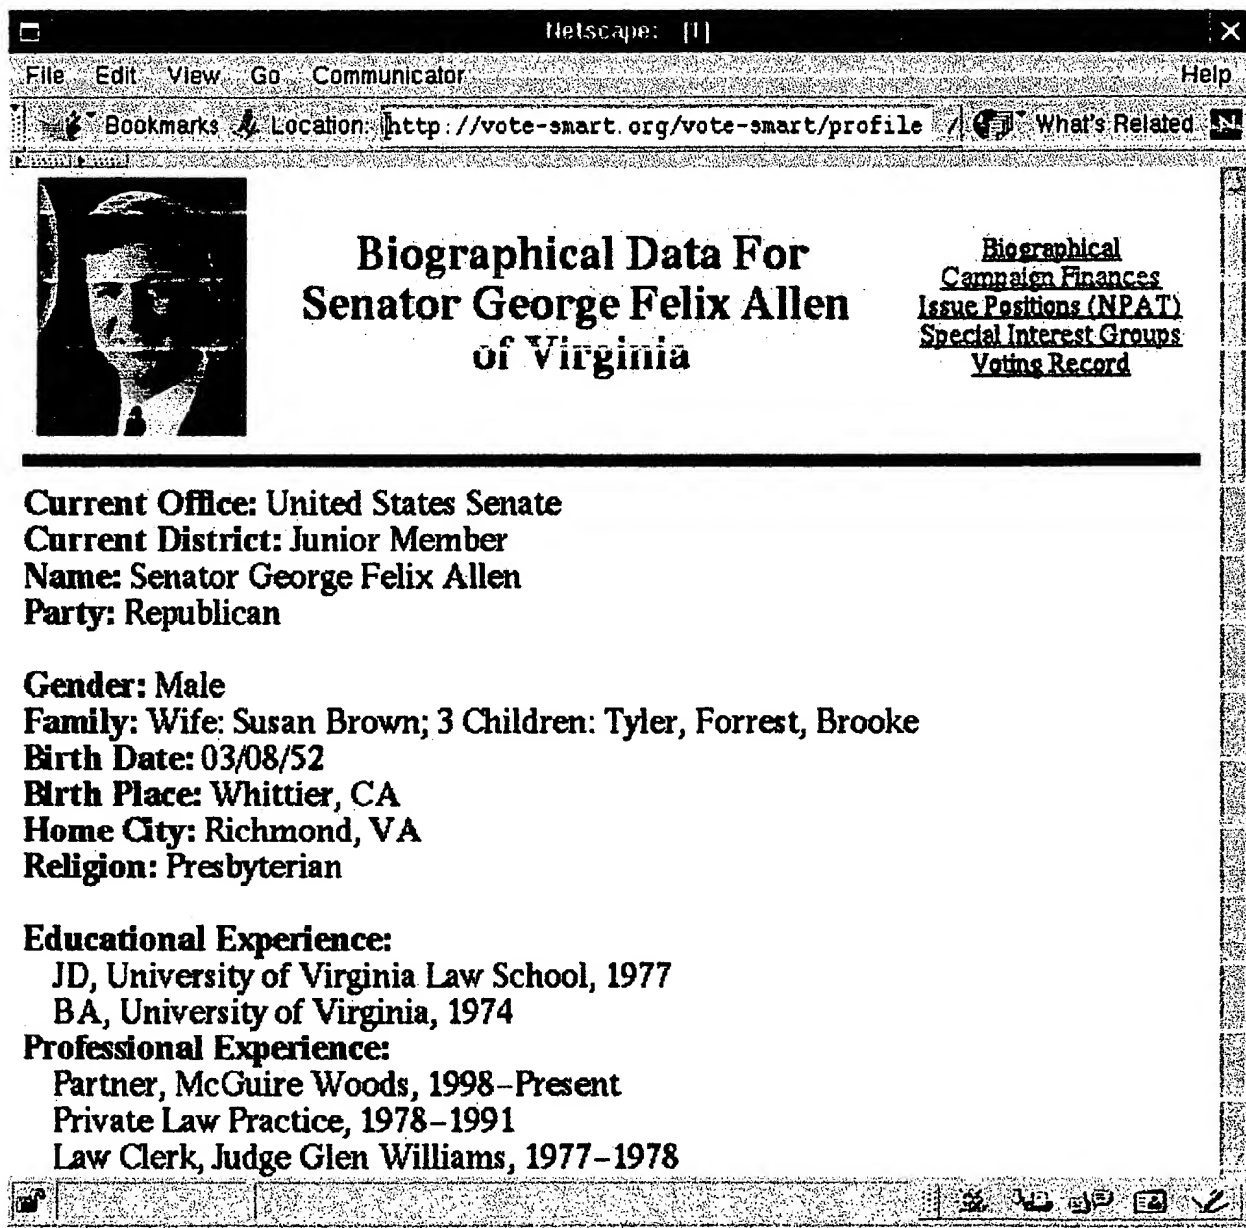 Netscape: [1]
File Edit View Go Communicator Help
Bookmarks Location: http://vote-smart.org/vote-smart/profile / What's Related N
Biographical Data For
Senator George Felix Allen
of Virginia
Biographical
Campaign Finances
Issue Positions (NPAT)
Special Interest Groups
Voting Record
Current Office: United States Senate
Current District: Junior Member
Name: Senator George Felix Allen
Party: Republican
Gender: Male
Family: Wife: Susan Brown; 3 Children: Tyler, Forrest, Brooke
Birth Date: 03/08/52
Birth Place: Whittier, CA
Home City: Richmond, VA
Religion: Presbyterian
Educational Experience:
JD, University of Virginia Law School, 1977
BA, University of Virginia, 1974
Professional Experience:
Partner, McGuire Woods, 1998-Present
Private Law Practice, 1978-1991
Law Clerk, Judge Glen Williams, 1977-1978